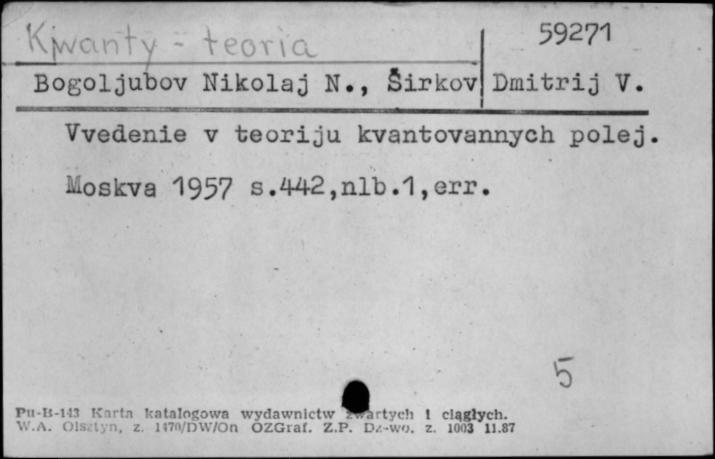 Kwanty - teoria
59271
Bogoljubov Nikolaj N., Širkov Dmitrij V.
Vvedenie v teoriju kvantovannych polej.
Moskva 1957 s.442,nlb.1,err.
5
Pu-B-143 Karta katalogowa wydawnictw zwartych i ciągłych.
W.A. Olsztyn, z. 1470/DW/On OZGraf. Z.P. Dz-wo. z. 1003 11.87